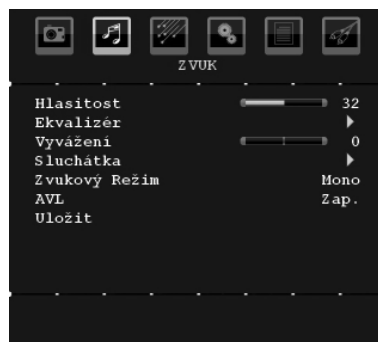 ZVUK
Hlasitost 32
Ekvalizér
Vyvážení 0
Sluchátka
Zvukový Režim Mono
AVL Zap.
Uložit